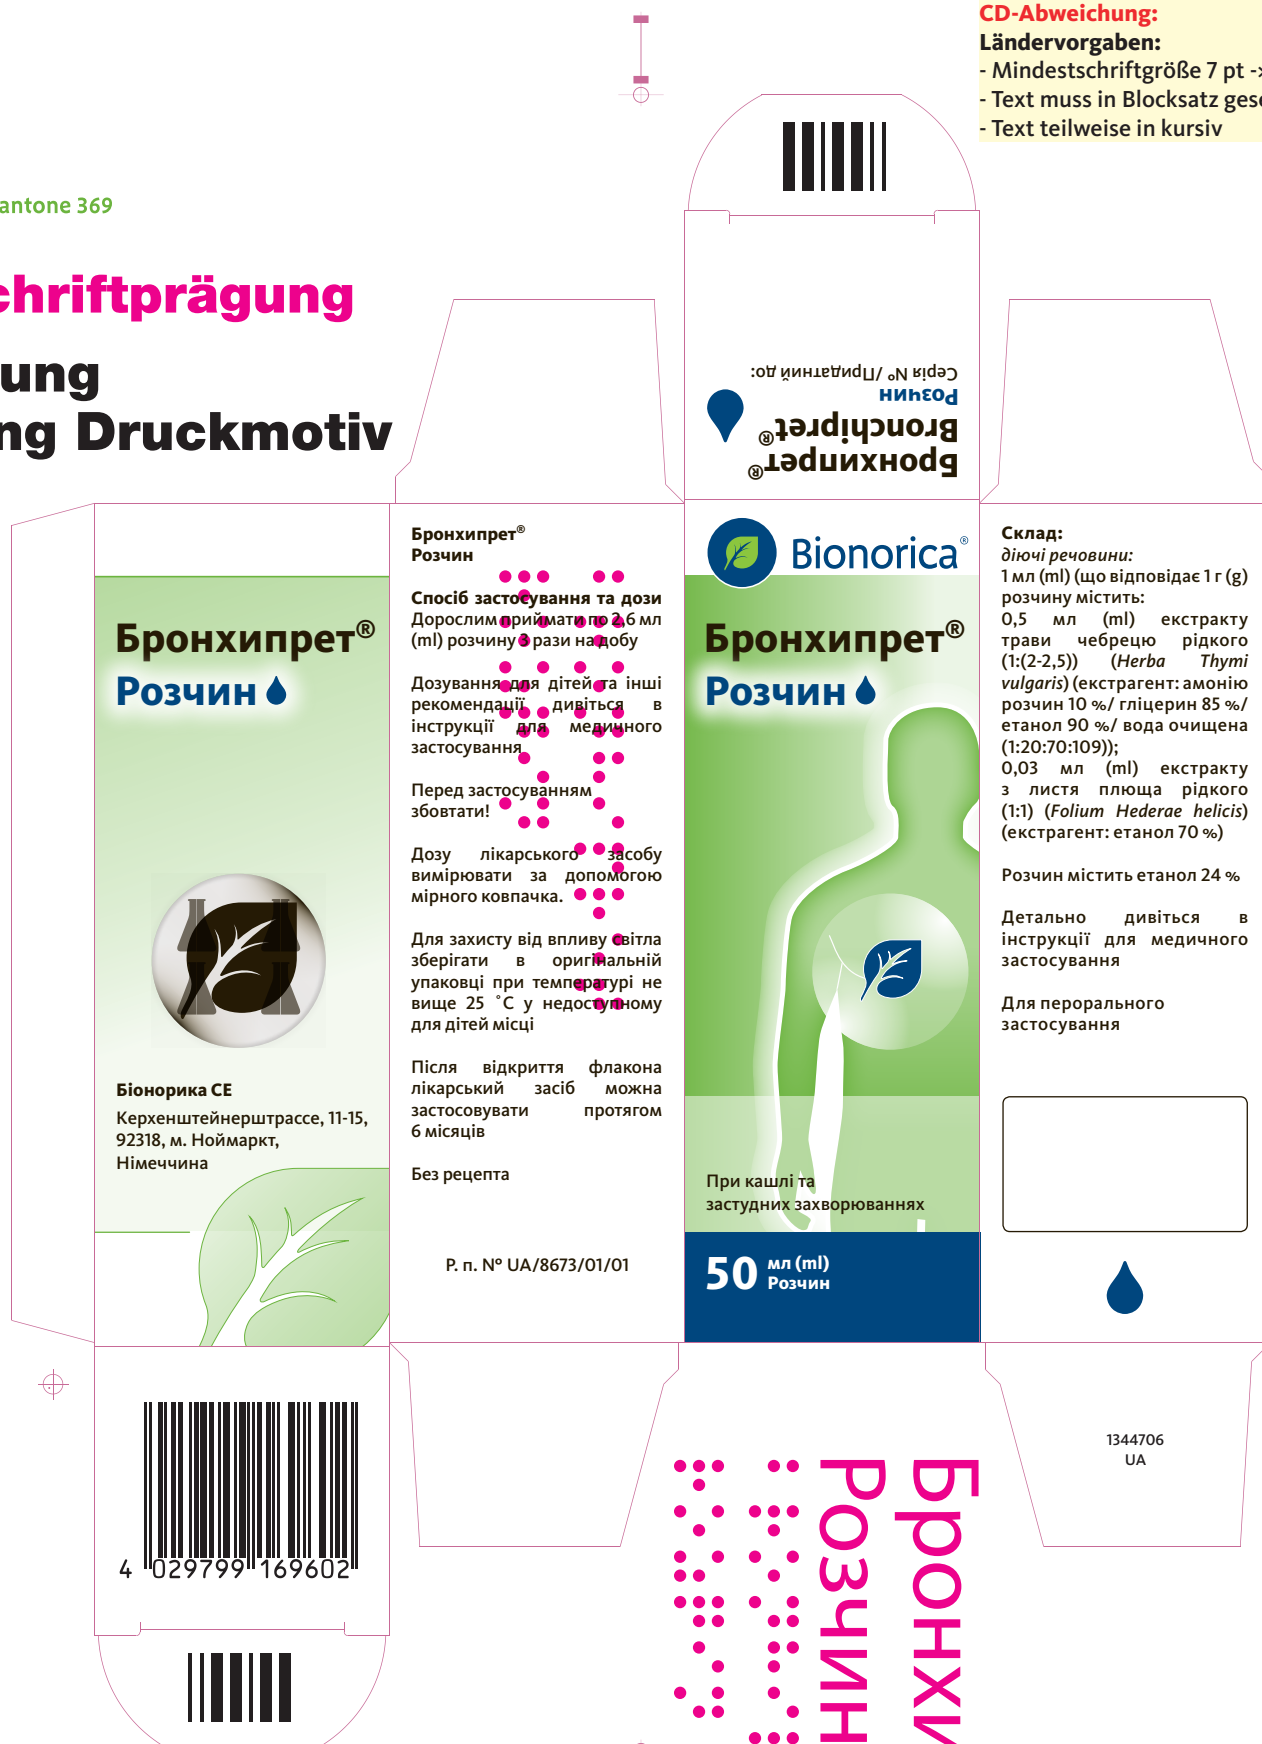 CD-Abweichung:
Ländervorgaben:
- Mindestschriftgröße 7 pt -
- Text muss in Blocksatz
- Text teilweise in kursiv
Pantone 369
chriftprägung
ung
ng Druckmotiv
Бронхипрет®
Bronchipret®
Розчин
Серія № /Придатний до:
Бронхипрет®
Розчин
Біонорика СЕ
Керхенштейнерштрассе, 11-15,
92318, м. Ноймаркт,
Німеччина
Бронхипрет®
Розчин
Спосіб застосування та дози
Дорослим приймати по 2,6 мл
(ml) розчину 3 рази на добу
Дозування для дітей та інші
рекомендації дивіться в
інструкції для медичного
застосування
Перед застосуванням
збовтати!
Дозу лікарського засобу
вимірювати за допомогою
мірного ковпачка.
Для захисту від впливу світла
зберігати в оригінальній
упаковці при температурі не
вище 25 ˚С у недоступному
для дітей місці
Після відкриття флакона
лікарський засіб можна
застосовувати протягом
6 місяців
Без рецепта
Р. п. № UA/8673/01/01
Bionorica®
Бронхипрет®
Розчин
При кашлі та
застудних захворюваннях
50 мл (ml)
Розчин
Склад:
діючі речовини:
1 мл (ml) (що відповідає 1 г (g)
розчину містить:
0,5 мл (ml) екстракту
трави чебрецю рідкого
(1:(2-2,5)) (Herba Thymi
vulgaris) (екстрагент: амонію
розчин 10 %/ гліцерин 85 %/
етанол 90 %/ вода очищена
(1:20:70:109));
0,03 мл (ml) екстракту
з листя плюща рідкого
(1:1) (Folium Hederae helicis)
(екстрагент: етанол 70 %)
Розчин містить етанол 24 %
Детально дивіться в
інструкції для медичного
застосування
Для перорального
застосування
1344706
UA
4 029799 169602
Бронхи
Розчин